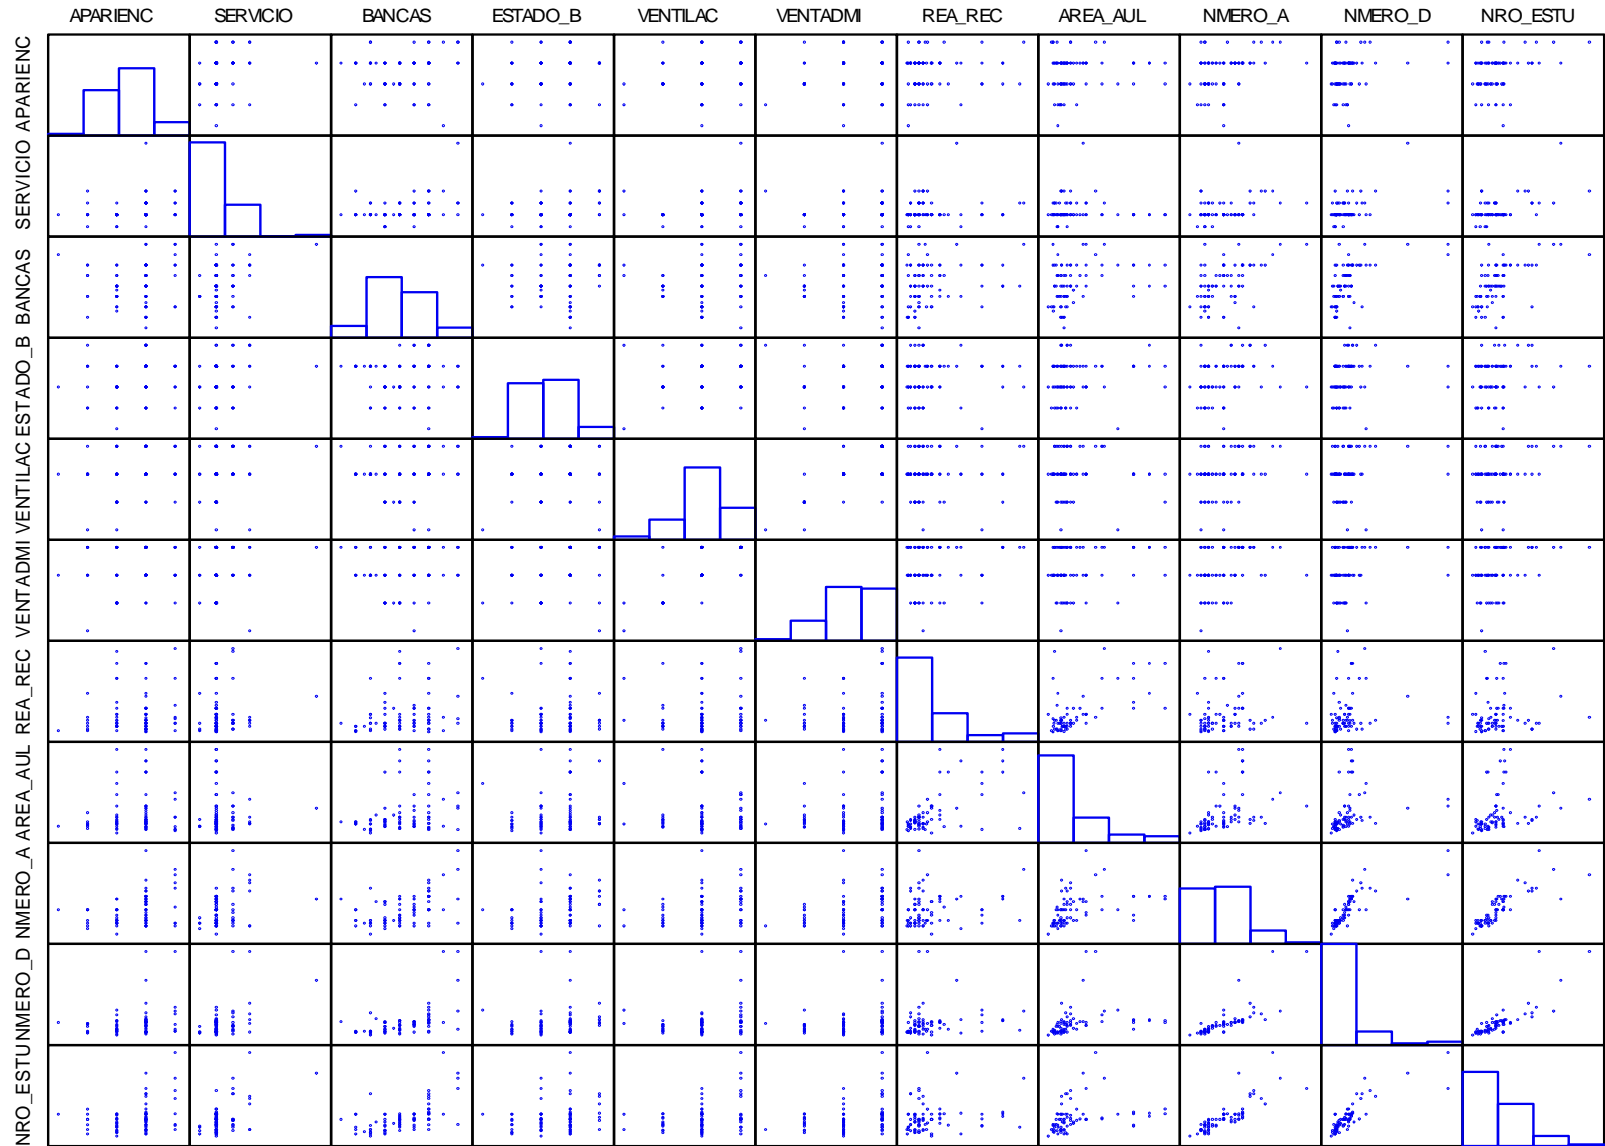 APARIENC SERVICIO BANCAS ESTADO_B VENTILAC VENTADMI REA_REC AREA_AUL NMERO_A NMERO_D NRO_ESTU
APARIENC
SERVICIO
BANCAS
ESTADO_B
VENTILAC
VENTADMI
REA_REC
AREA_AUL
NMERO_A
NMERO_D
NRO_ESTU